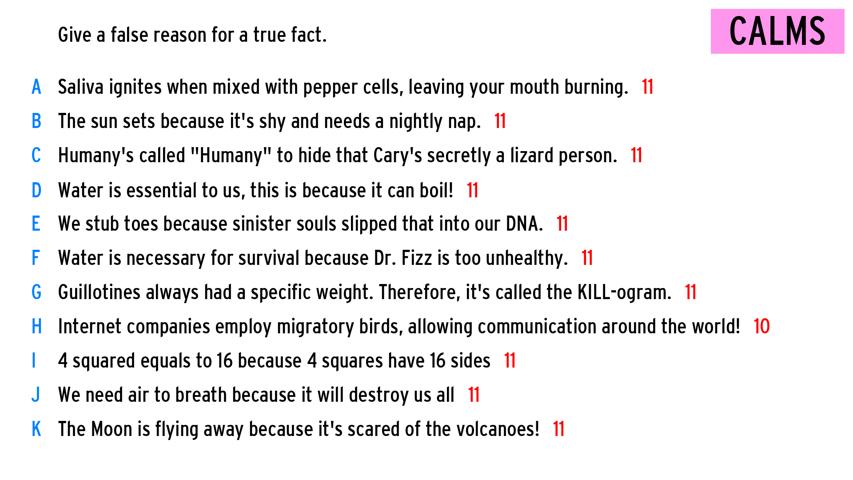 Give a false reason for a true fact.
CALMS
A Saliva ignites when mixed with pepper cells, leaving your mouth burning. 11
B The sun sets because it's shy and needs a nightly nap. 11
C Humany's called "Humany" to hide that Cary's secretly a lizard person. 11
D Water is essential to us, this is because it can boil! 11
E We stub toes because sinister souls slipped that into our DNA. 11
F Water is necessary for survival because Dr. Fizz is too unhealthy. 11
G Guillotines always had a specific weight. Therefore, it's called the KILL-ogram. 11
H Internet companies employ migratory birds, allowing communication around the world! 10
I 4 squared equals to 16 because 4 squares have 16 sides 11
J We need air to breath because it will destroy us all 11
K The Moon is flying away because it's scared of the volcanoes! 11